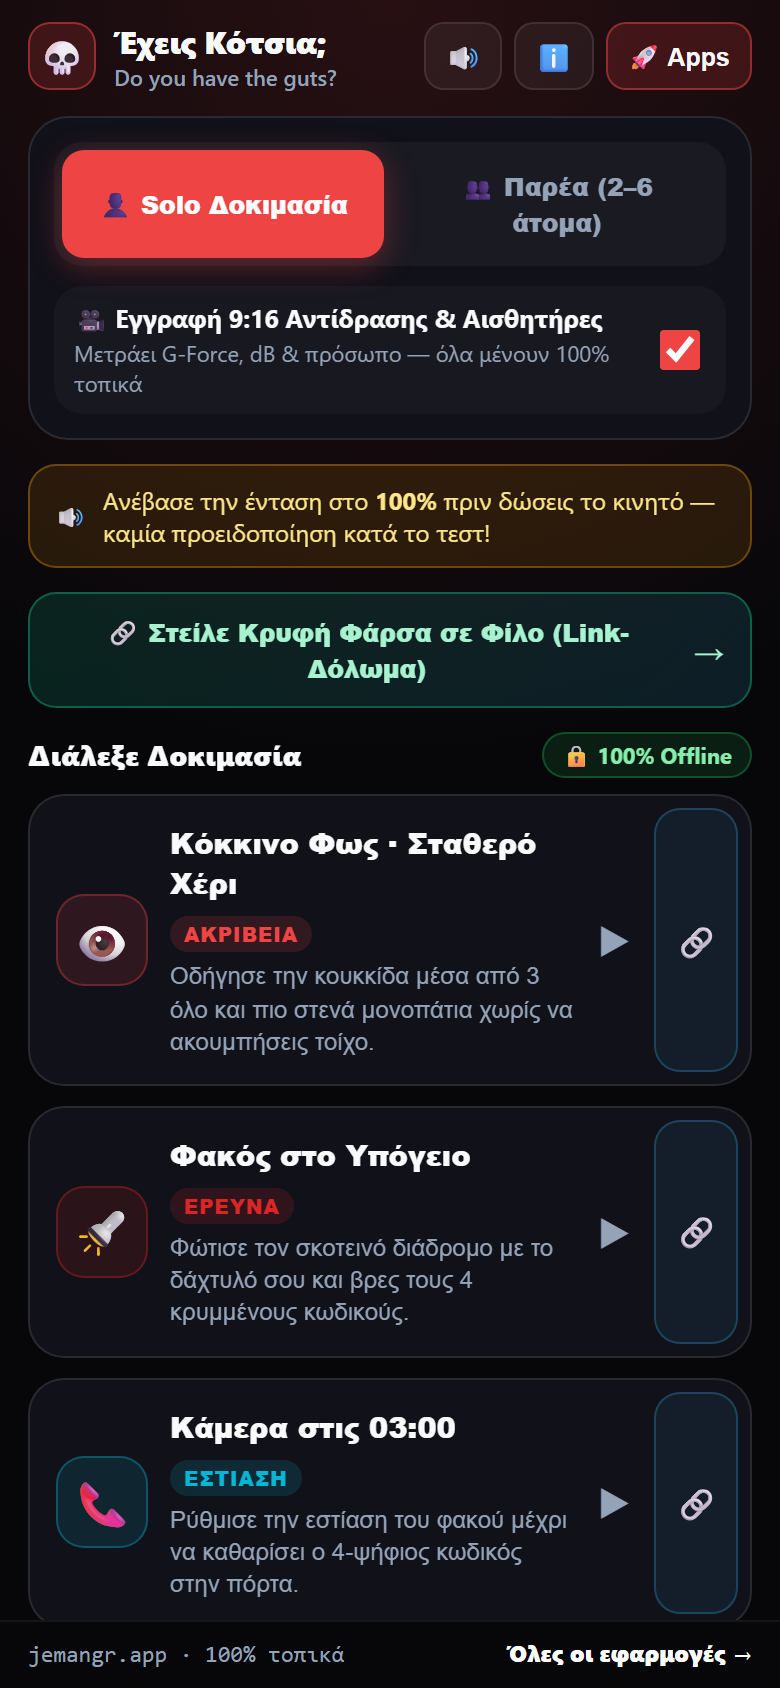 Έχεις Κότσια;
Do you have the guts?
Apps
Solo Δοκιμασία
Παρέα (2–6
άτομα)
Εγγραφή 9:16 Αντίδρασης & Αισθητήρες
Μετράει G-Force, dB & πρόσωπο — όλα μένουν 100%
τοπικά
Ανέβασε την ένταση στο 100% πριν δώσεις το κινητό —
καμία προειδοποίηση κατά το τεστ!
Στείλε Κρυφή Φάρσα σε Φίλο (Link-
Δόλωμα)
→
Διάλεξε Δοκιμασία
100% Offline
Κόκκινο Φως · Σταθερό
Χέρι
ΑΚΡΙΒΕΙΑ
Οδήγησε την κουκκίδα μέσα από 3
όλο και πιο στενά μονοπάτια χωρίς να
ακουμπήσεις τοίχο.
Φακός στο Υπόγειο
ΕΡΕΥΝΑ
Φώτισε τον σκοτεινό διάδρομο με το
δάχτυλό σου και βρες τους 4
κρυμμένους κωδικούς.
Κάμερα στις 03:00
ΕΣΤΙΑΣΗ
Ρύθμισε την εστίαση του φακού μέχρι
να καθαρίσει ο 4-ψήφιος κωδικός
στην πόρτα.
jemangr.app · 100% τοπικά
Όλες οι εφαρμογές →